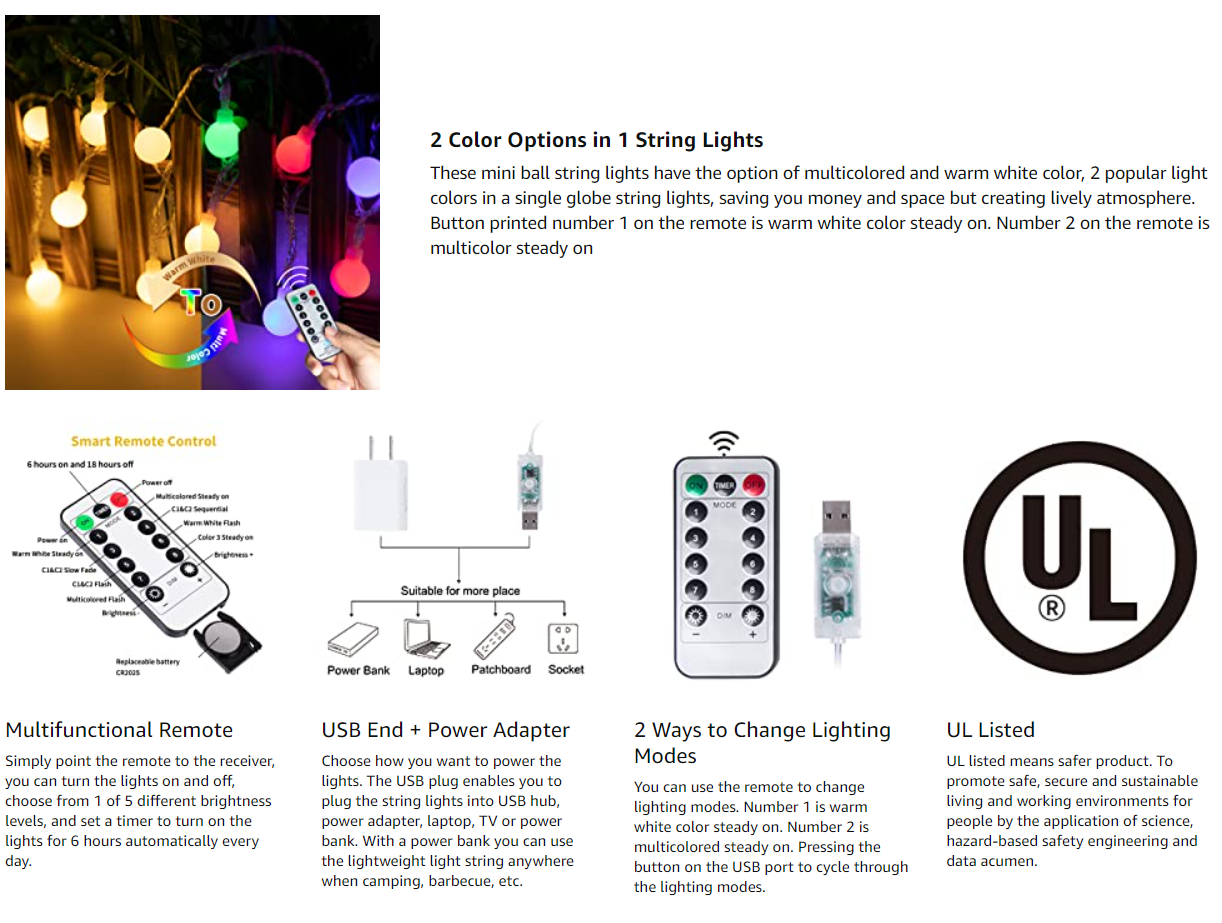 2 Color Options in 1 String Lights
These mini ball string lights have the option of multicolored and warm white color, 2 popular light
colors in a single globe string lights, saving you money and space but creating lively atmosphere.
Button printed number 1 on the remote is warm white color steady on. Number 2 on the remote is
multicolor steady on
Warm White
TO
Multi Color
Smart Remote Control
6 hours on and 18 hours off
Power off
Multicolored Steady on
C1&C2 Sequential
Warm White Flash
Color 3 Steady on
Brightness +
ON
TIMER
MODE
DIM
+
−
Power on
Warm White Steady on
C1&C2 Slow Fade
C1&C2 Flash
Multicolored Flash
Brightness -
Replaceable battery
CR2025
Suitable for more place
Power Bank
Laptop
Patchboard
Socket
ON TIMER OFF
MODE
1 2
3 4
5 6
7 8
DIM
− +
UL
®
Multifunctional Remote
Simply point the remote to the receiver,
you can turn the lights on and off,
choose from 1 of 5 different brightness
levels, and set a timer to turn on the
lights for 6 hours automatically every
day.
USB End + Power Adapter
Choose how you want to power the
lights. The USB plug enables you to
plug the string lights into USB hub,
power adapter, laptop, TV or power
bank. With a power bank you can use
the lightweight light string anywhere
when camping, barbecue, etc.
2 Ways to Change Lighting
Modes
You can use the remote to change
lighting modes. Number 1 is warm
white color steady on. Number 2 is
multicolored steady on. Pressing the
button on the USB port to cycle through
the lighting modes.
UL Listed
UL listed means safer product. To
promote safe, secure and sustainable
living and working environments for
people by the application of science,
hazard-based safety engineering and
data acumen.